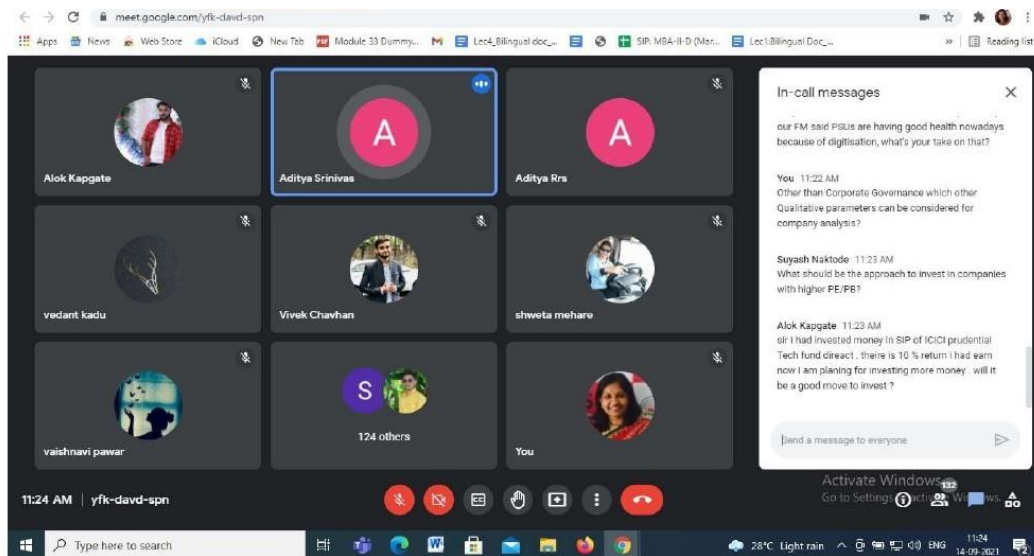 meet.google.com/yfk-davd-spn
Apps News Web Store iCloud New Tab Module 33 Dummy... Lec4_Bilingual doc_... SIP: MBA-II-D (Mar... Lec1:Bilingual Doc_... » Reading list
In-call messages
our FM said PSUs are having good health nowadays
because of digitisation, what's your take on that?
You 11:22 AM
Other than Corporate Governance which other
Qualitative parameters can be considered for
company analysis?
Suyash Naktode 11:23 AM
What should be the approach to invest in companies
with higher PE/PB?
Alok Kapgate 11:23 AM
sir I had invested money in SIP of ICICI prudential
Tech fund direact . theire is 10 % return i had earn
now I am planing for investing more money . will it
be a good move to invest ?
Send a message to everyone
A
A
Alok Kapgate
Aditya Srinivas
Aditya Rrs
vedant kadu
Vivek Chavhan
shweta mehare
S
124 others
vaishnavi pawar
You
Activate Windows
Go to Settings
132
11:24 AM | yfk-davd-spn
Type here to search
28°C Light rain
ENG
11:24
14-09-2021